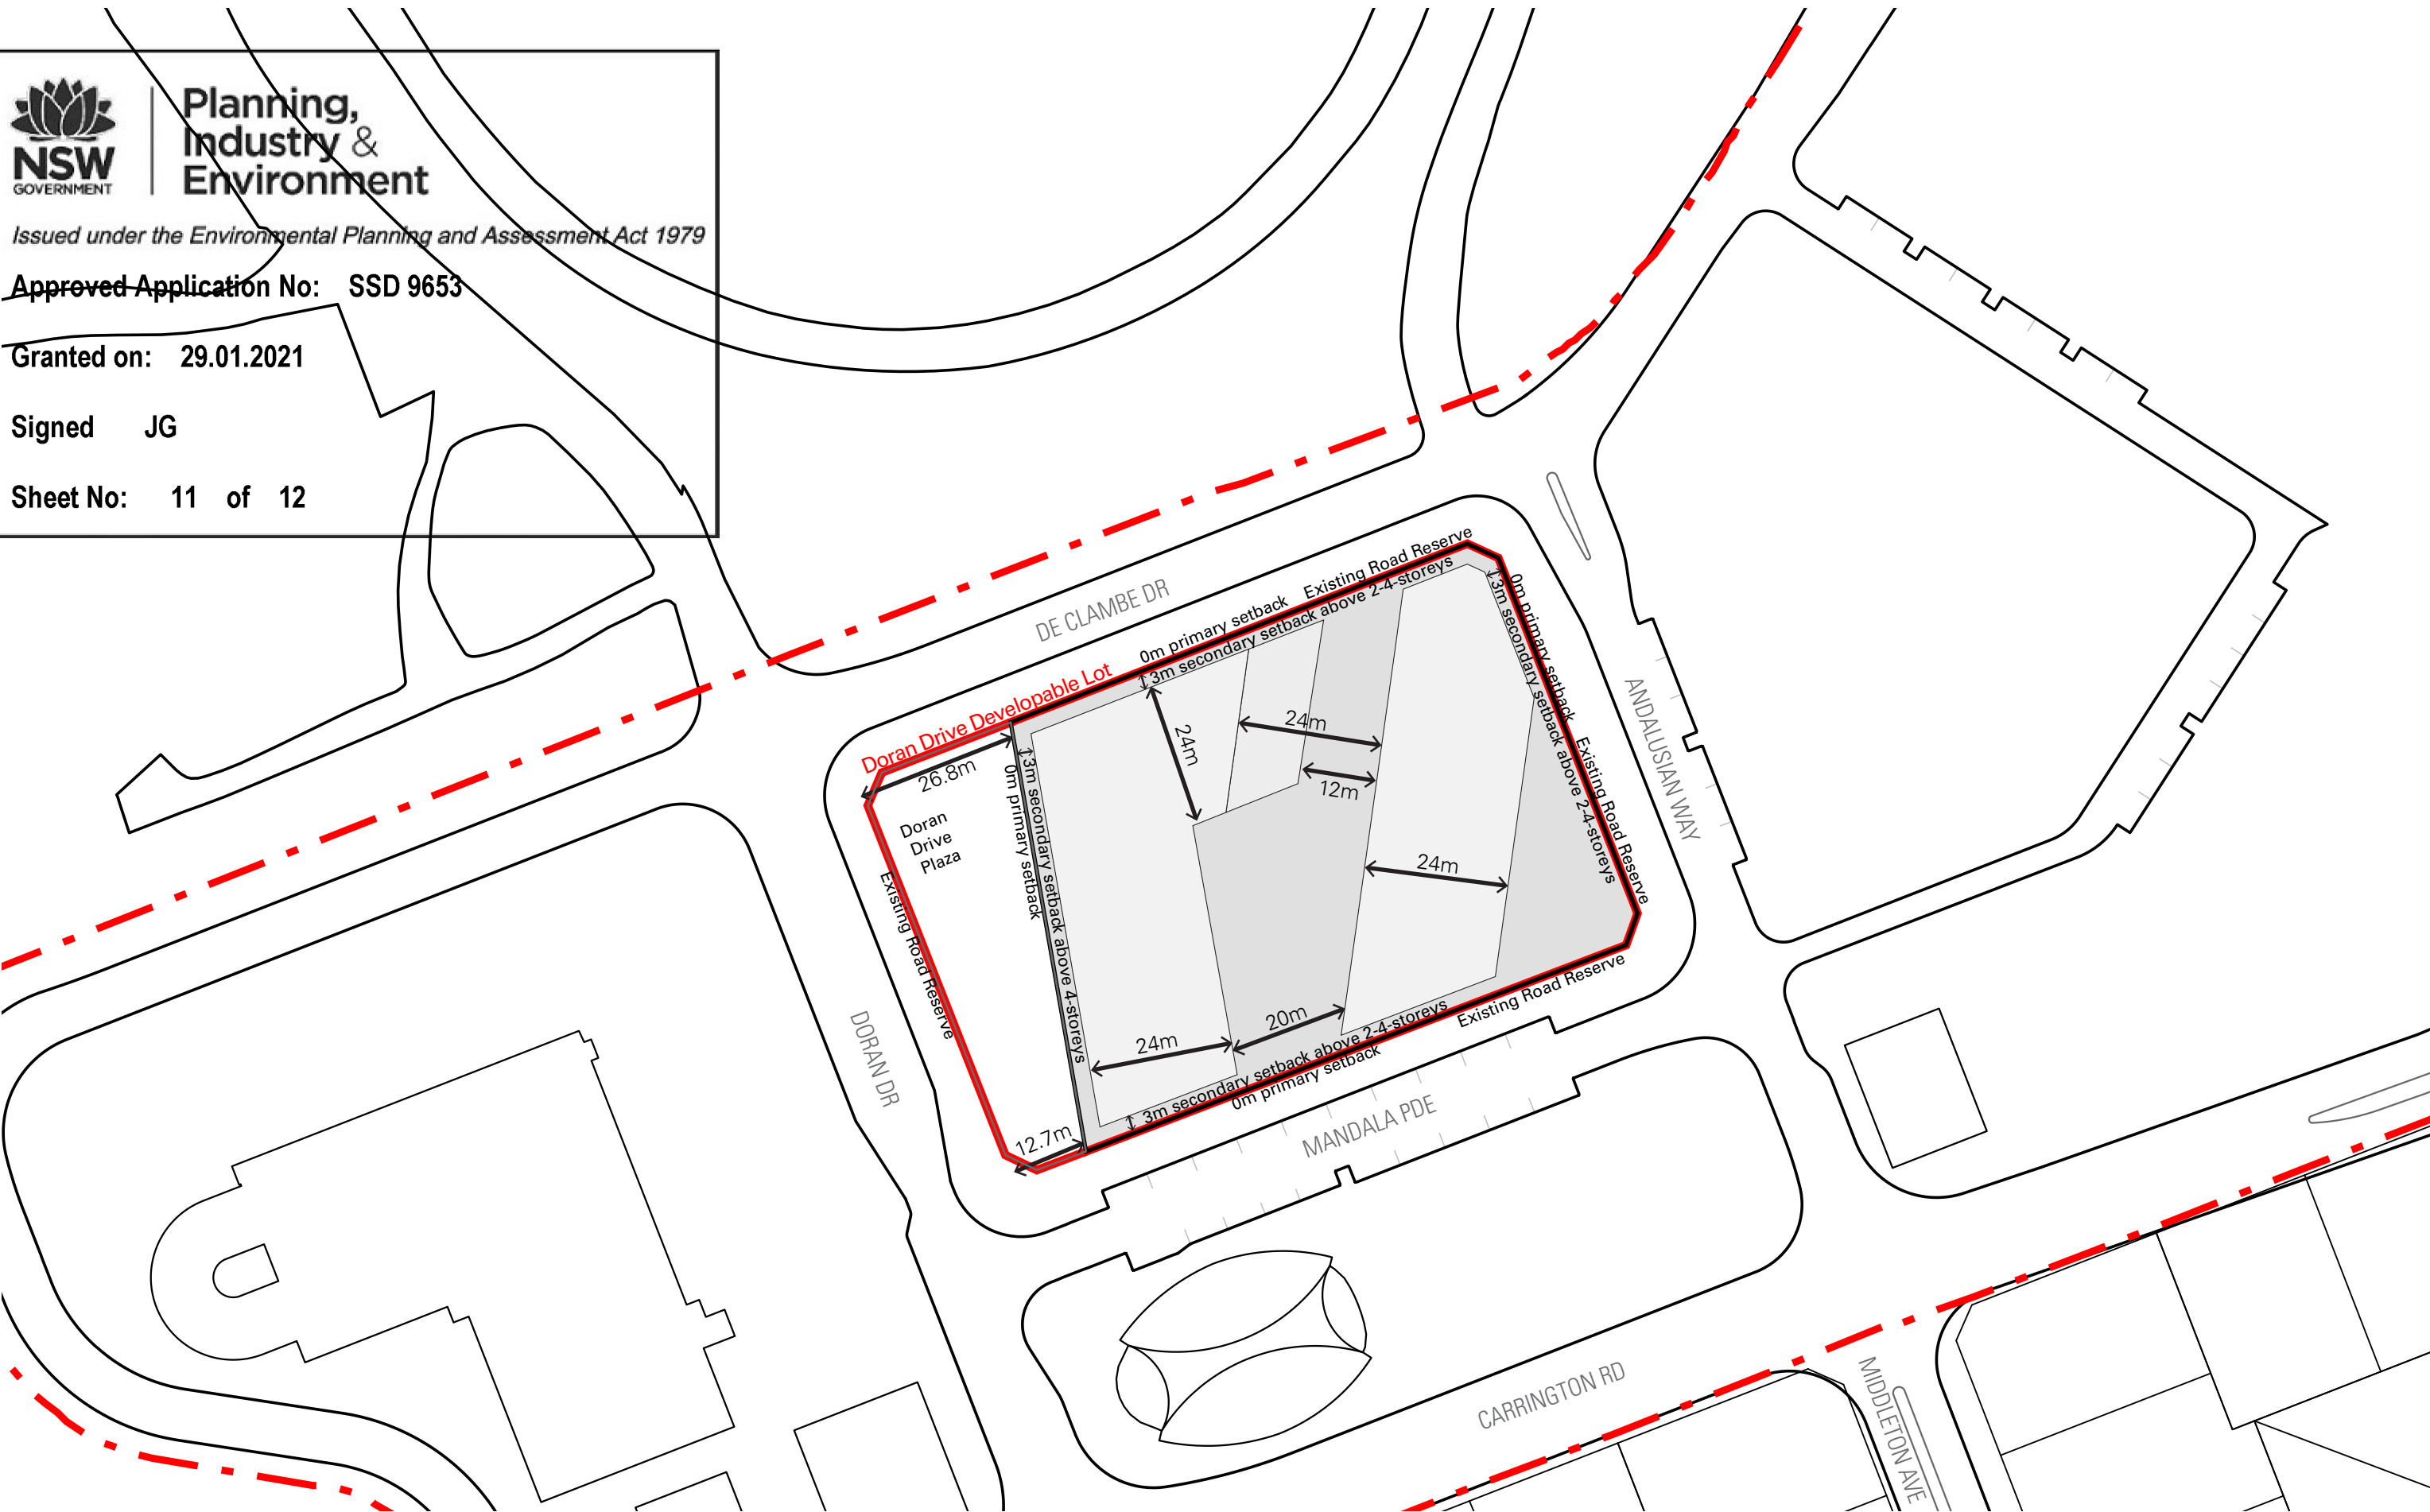 Planning,
Industry &
Environment
NSW
GOVERNMENT
Issued under the Environmental Planning and Assessment Act 1979
Approved Application No: SSD 9653
Granted on: 29.01.2021
Signed JG
Sheet No: 11 of 12
DE CLAMBE DR
Existing Road Reserve
0m primary setback
3m secondary setback above 2-4-storeys
Doran Drive Developable Lot
26.8m
Doran
Drive
Plaza
Existing Road Reserve
0m primary setback
3m secondary setback above 4-storeys
24m
24m
12m
24m
0m primary setback
3m secondary setback above 2-4-storeys
Existing Road Reserve
ANDALUSIAN WAY
24m
20m
3m secondary setback above 2-4-storeys
0m primary setback
Existing Road Reserve
12.7m
DORAN DR
MANDALA PDE
CARRINGTON RD
MIDDLETON AVE